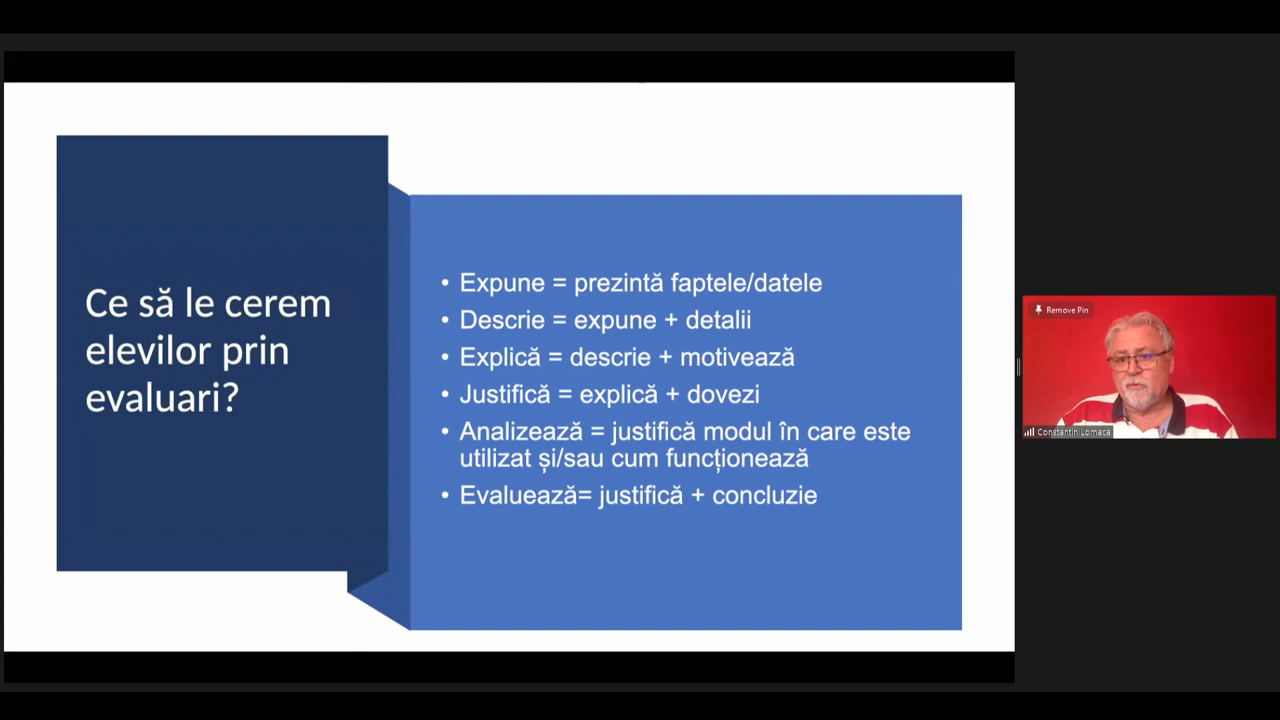 Ce să le cerem
elevilor prin
evaluari?
• Expune = prezintă faptele/datele
• Descrie = expune + detalii
• Explică = descrie + motivează
• Justifică = explică + dovezi
• Analizează = justifică modul în care este
utilizat și/sau cum funcționează
• Evaluează= justifică + concluzie
Remove Pin
Constantin Lomaca